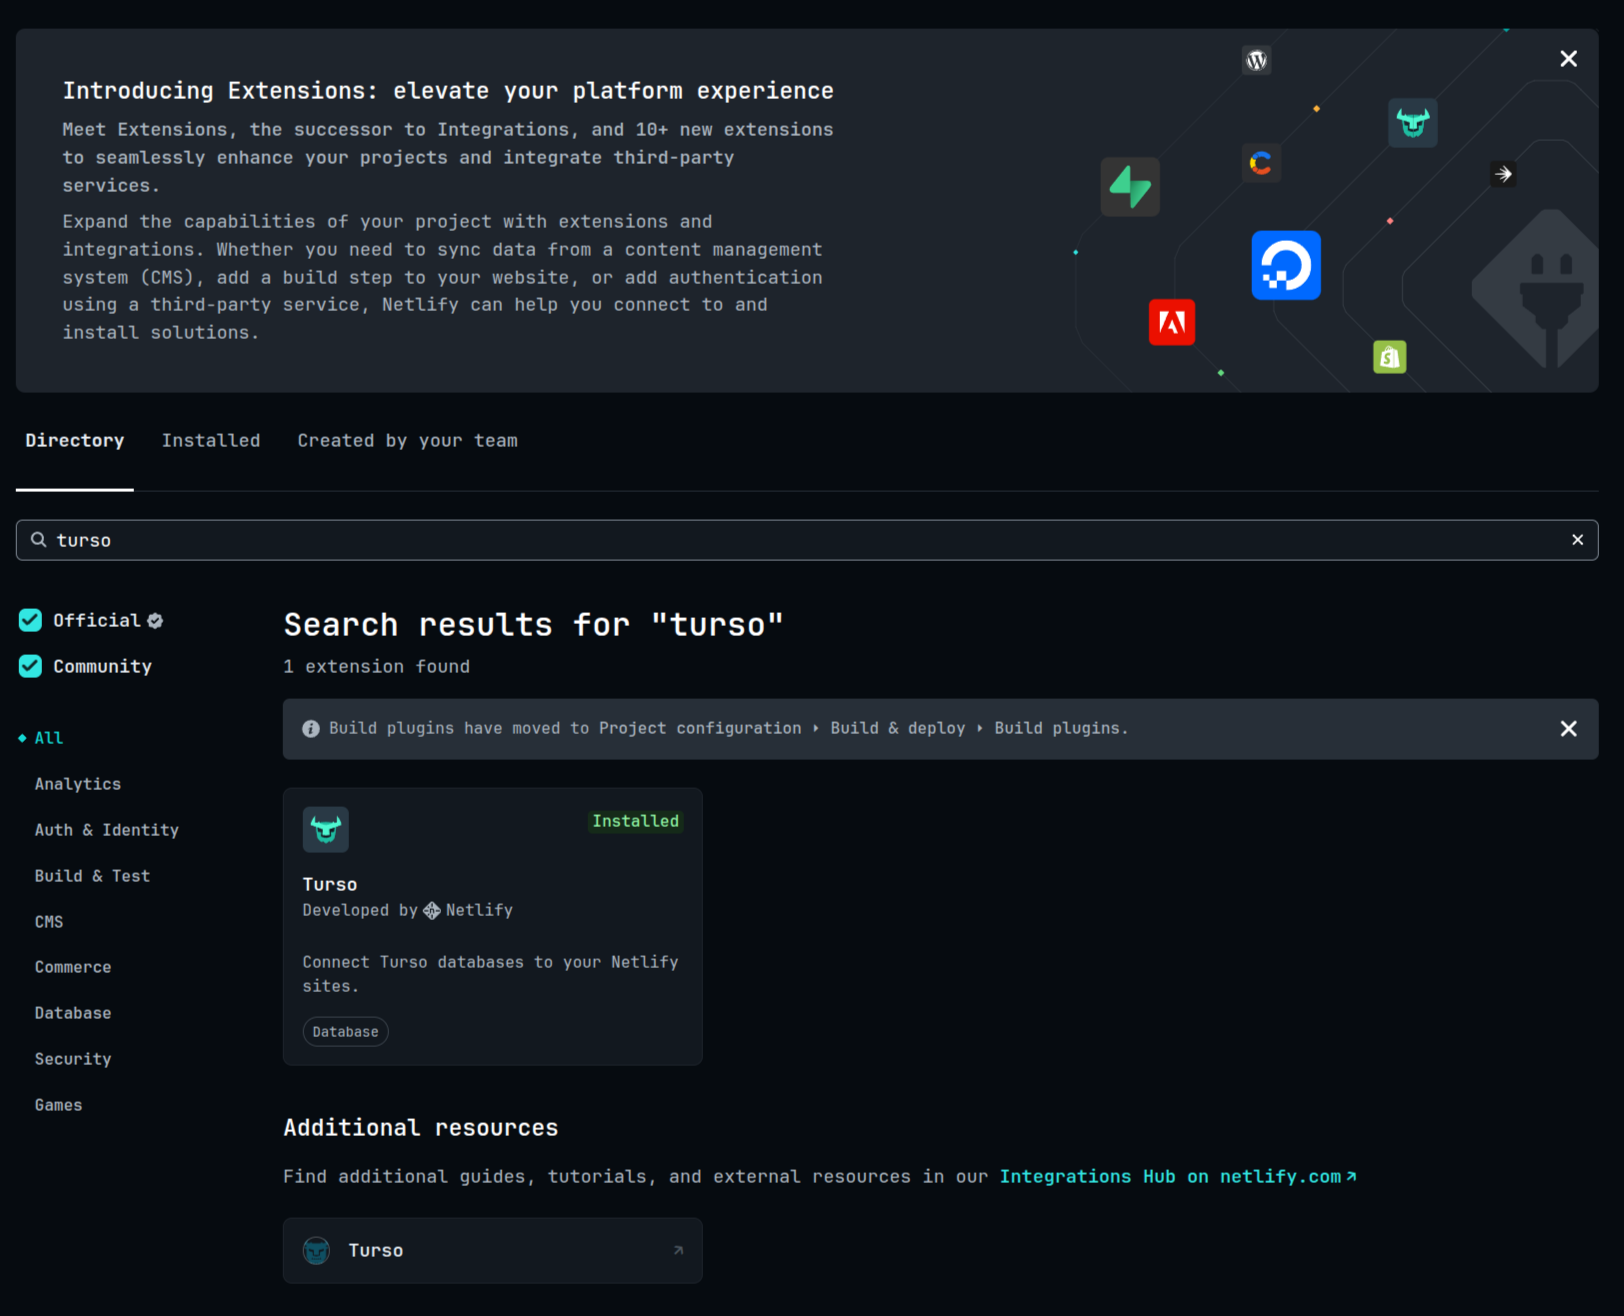 Introducing Extensions: elevate your platform experience
Meet Extensions, the successor to Integrations, and 10+ new extensions
to seamlessly enhance your projects and integrate third-party
services.
Expand the capabilities of your project with extensions and
integrations. Whether you need to sync data from a content management
system (CMS), add a build step to your website, or add authentication
using a third-party service, Netlify can help you connect to and
install solutions.
Directory Installed Created by your team
turso
Official
Community
All
Analytics
Auth & Identity
Build & Test
CMS
Commerce
Database
Security
Games
Search results for "turso"
1 extension found
Build plugins have moved to Project configuration ‣ Build & deploy ‣ Build plugins.
Installed
Turso
Developed by Netlify
Connect Turso databases to your Netlify
sites.
Database
Additional resources
Find additional guides, tutorials, and external resources in our Integrations Hub on netlify.com
Turso